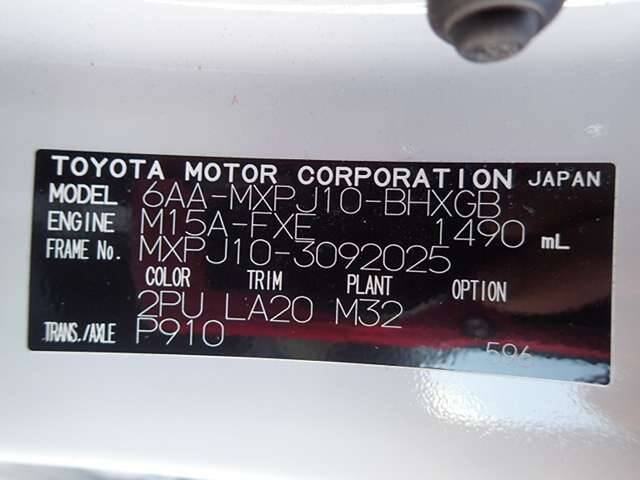 TOYOTA MOTOR CORPORATION JAPAN
MODEL 6AA-MXPJ10-BHXGB
ENGINE M15A-FXE 1490 mL
FRAME No. MXPJ10-3092025
COLOR TRIM PLANT OPTION
2PU LA20 M32
TRANS./AXLE P910
596